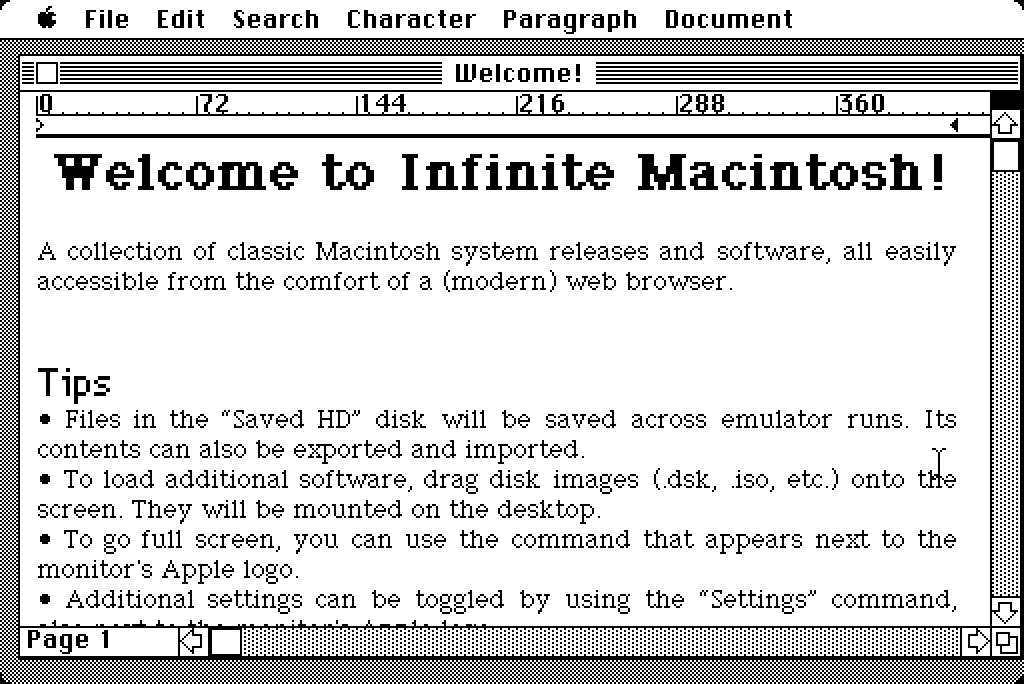 File Edit Search Character Paragraph Document
Welcome!
0 72 144 216 288 360
Welcome to Infinite Macintosh!
A collection of classic Macintosh system releases and software, all easily
accessible from the comfort of a (modern) web browser.
Tips
• Files in the “Saved HD” disk will be saved across emulator runs. Its
contents can also be exported and imported.
• To load additional software, drag disk images (.dsk, .iso, etc.) onto the
screen. They will be mounted on the desktop.
• To go full screen, you can use the command that appears next to the
monitor's Apple logo.
• Additional settings can be toggled by using the “Settings” command,
Page 1